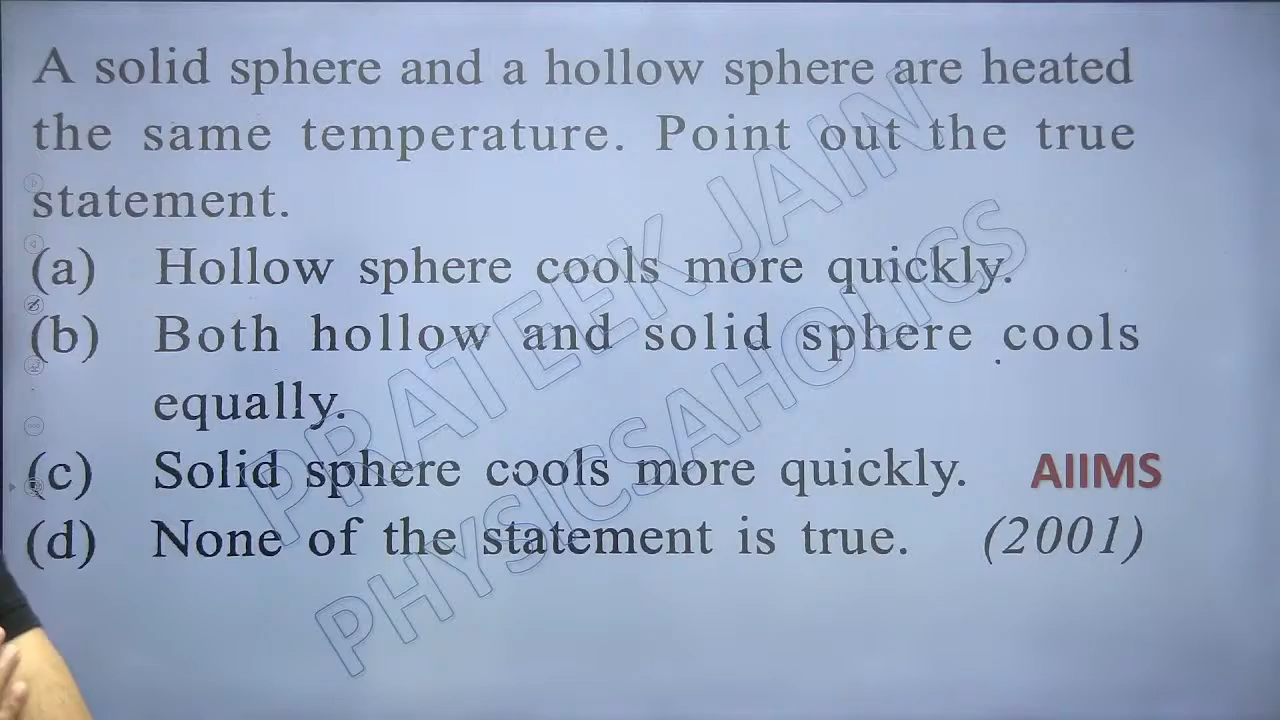 A solid sphere and a hollow sphere are heated
the same temperature. Point out the true
statement.
(a) Hollow sphere cools more quickly.
(b) Both hollow and solid sphere cools
equally.
(c) Solid sphere cools more quickly. AIIMS
(d) None of the statement is true. (2001)
PRATEEK JAIN
PHYSICSAHOLICS